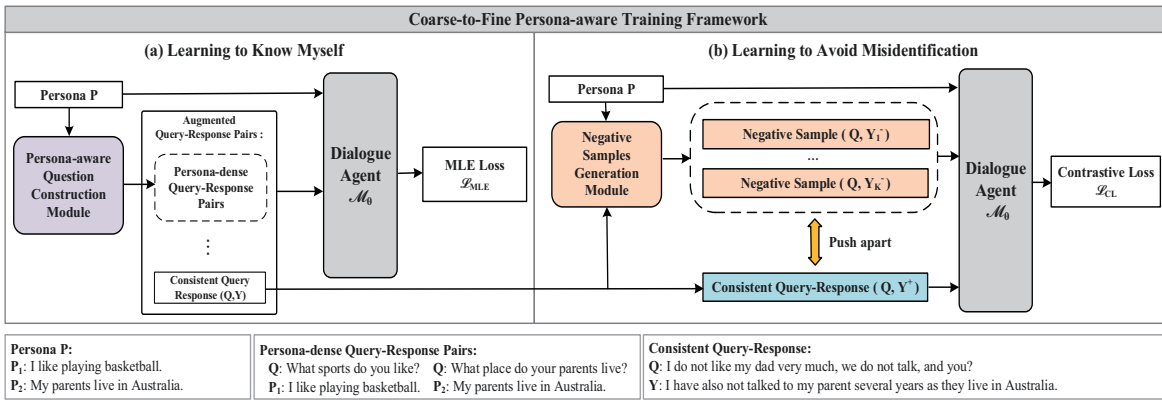 Coarse-to-Fine Persona-aware Training Framework
(a) Learning to Know Myself
Persona P
Persona-aware
Question
Construction
Module
Augmented
Query-Response Pairs :
Persona-dense
Query-Response
Pairs
⋮
Consistent Query
Response (Q,Y)
Dialogue
Agent
ℳθ
MLE Loss
ℒMLE
(b) Learning to Avoid Misidentification
Persona P
Negative
Samples
Generation
Module
Negative Sample ( Q, Y₁⁻ )
...
Negative Sample ( Q, Y_K⁻ )
Push apart
Consistent Query-Response ( Q, Y⁺ )
Dialogue
Agent
ℳθ
Contrastive Loss
ℒCL
Persona P:
P₁: I like playing basketball.
P₂: My parents live in Australia.
Persona-dense Query-Response Pairs:
Q: What sports do you like? Q: What place do your parents live?
P₁: I like playing basketball. P₂: My parents live in Australia.
Consistent Query-Response:
Q: I do not like my dad very much, we do not talk, and you?
Y: I have also not talked to my parent several years as they live in Australia.